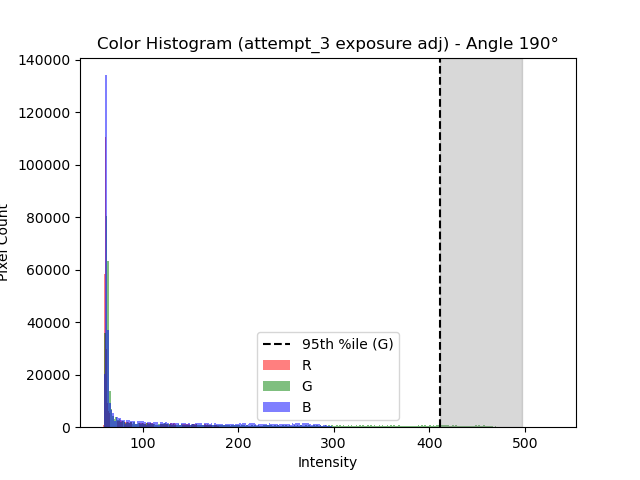 Color Histogram (attempt_3 exposure adj) - Angle 190°
140000
120000
100000
80000
60000
40000
20000
0
Pixel Count
95th %ile (G)
R
G
B
100
200
300
400
500
Intensity